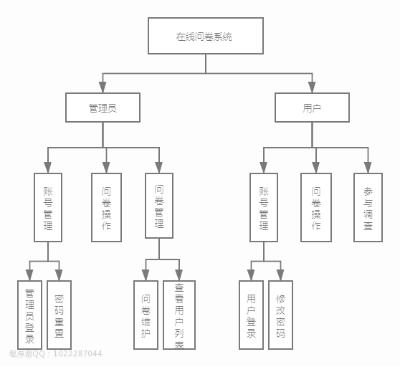 在线问卷系统
管理员
用户
账号管理
问卷操作
问卷管理
账号管理
问卷操作
参与调查
管理员登录
密码重置
问卷维护
查看用户列表
用户登录
修改密码
程序源QQ：1022287044